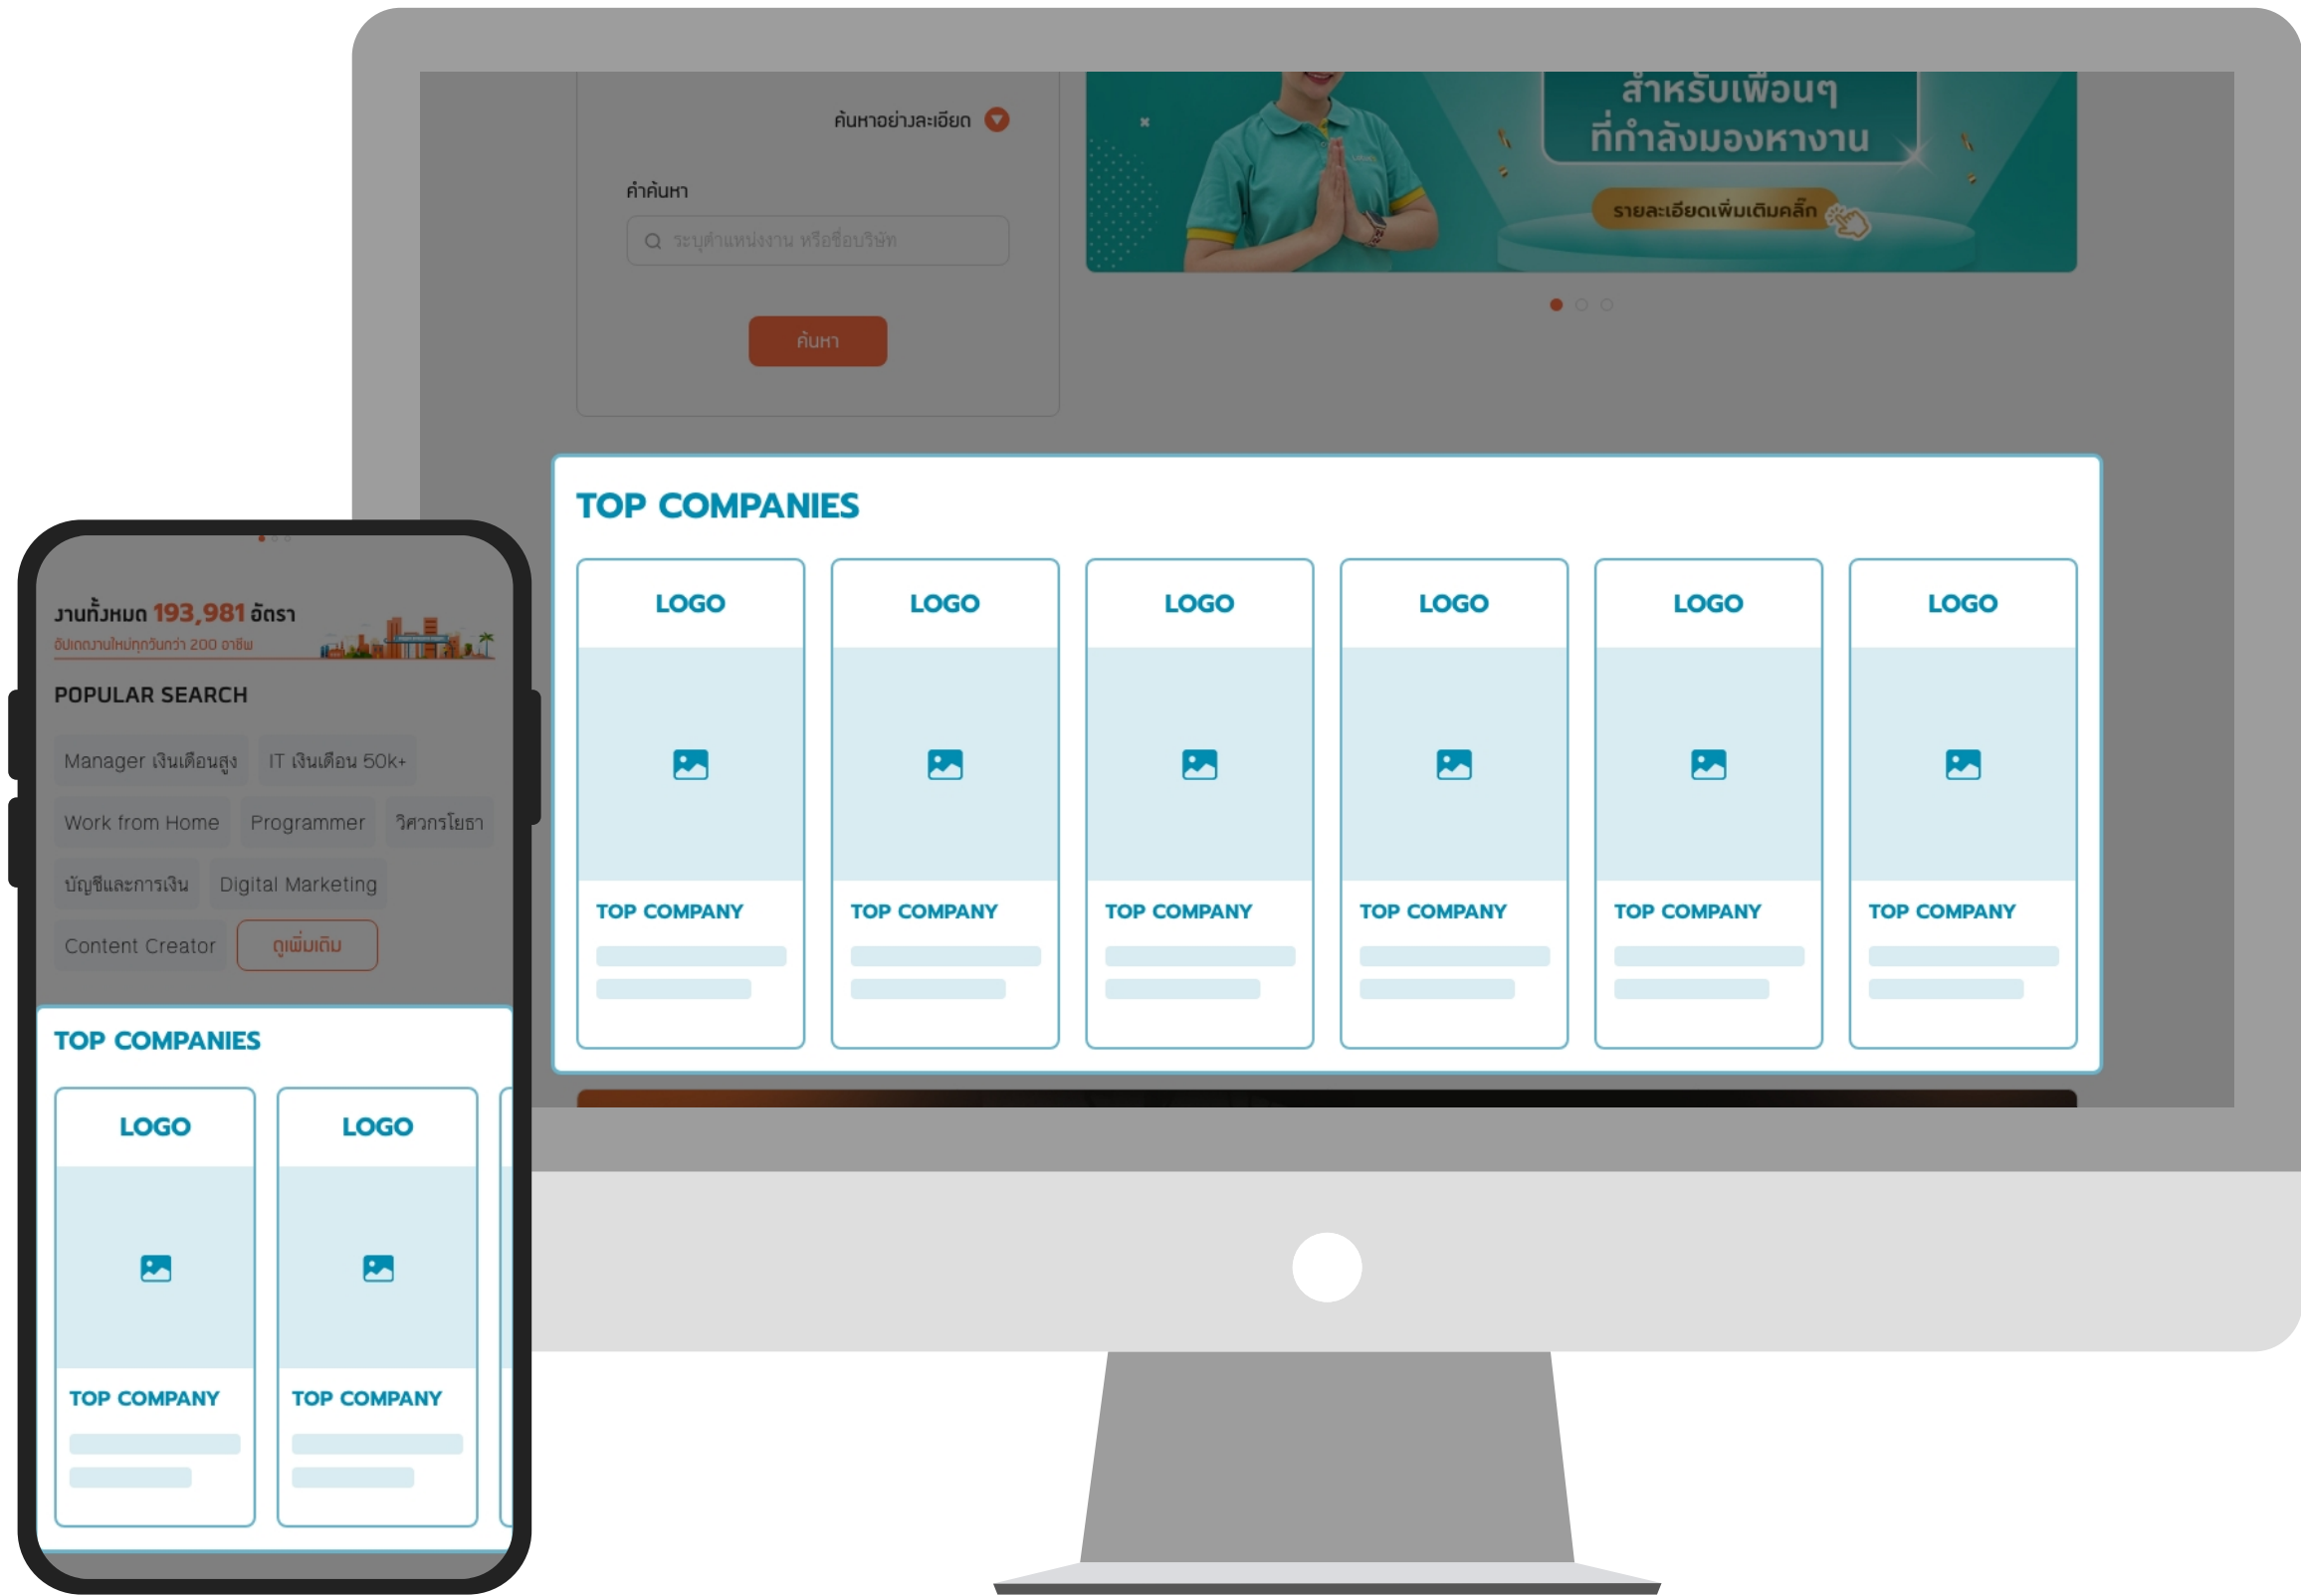 ค้นหาอย่างละเอียด
คำค้นหา
ระบุตำแหน่งงาน หรือชื่อบริษัท
ค้นหา
สำหรับเพื่อนๆ
ที่กำลังมองหางาน
รายละเอียดเพิ่มเติมคลิ๊ก
TOP COMPANIES
LOGO LOGO LOGO LOGO LOGO LOGO
TOP COMPANY TOP COMPANY TOP COMPANY TOP COMPANY TOP COMPANY TOP COMPANY
งานทั้งหมด 193,981 อัตรา
อัปเดตงานใหม่ทุกวันกว่า 200 อาชีพ
POPULAR SEARCH
Manager เงินเดือนสูง IT เงินเดือน 50k+
Work from Home Programmer วิศวกรโยธา
บัญชีและการเงิน Digital Marketing
Content Creator ดูเพิ่มเติม
TOP COMPANIES
LOGO LOGO
TOP COMPANY TOP COMPANY